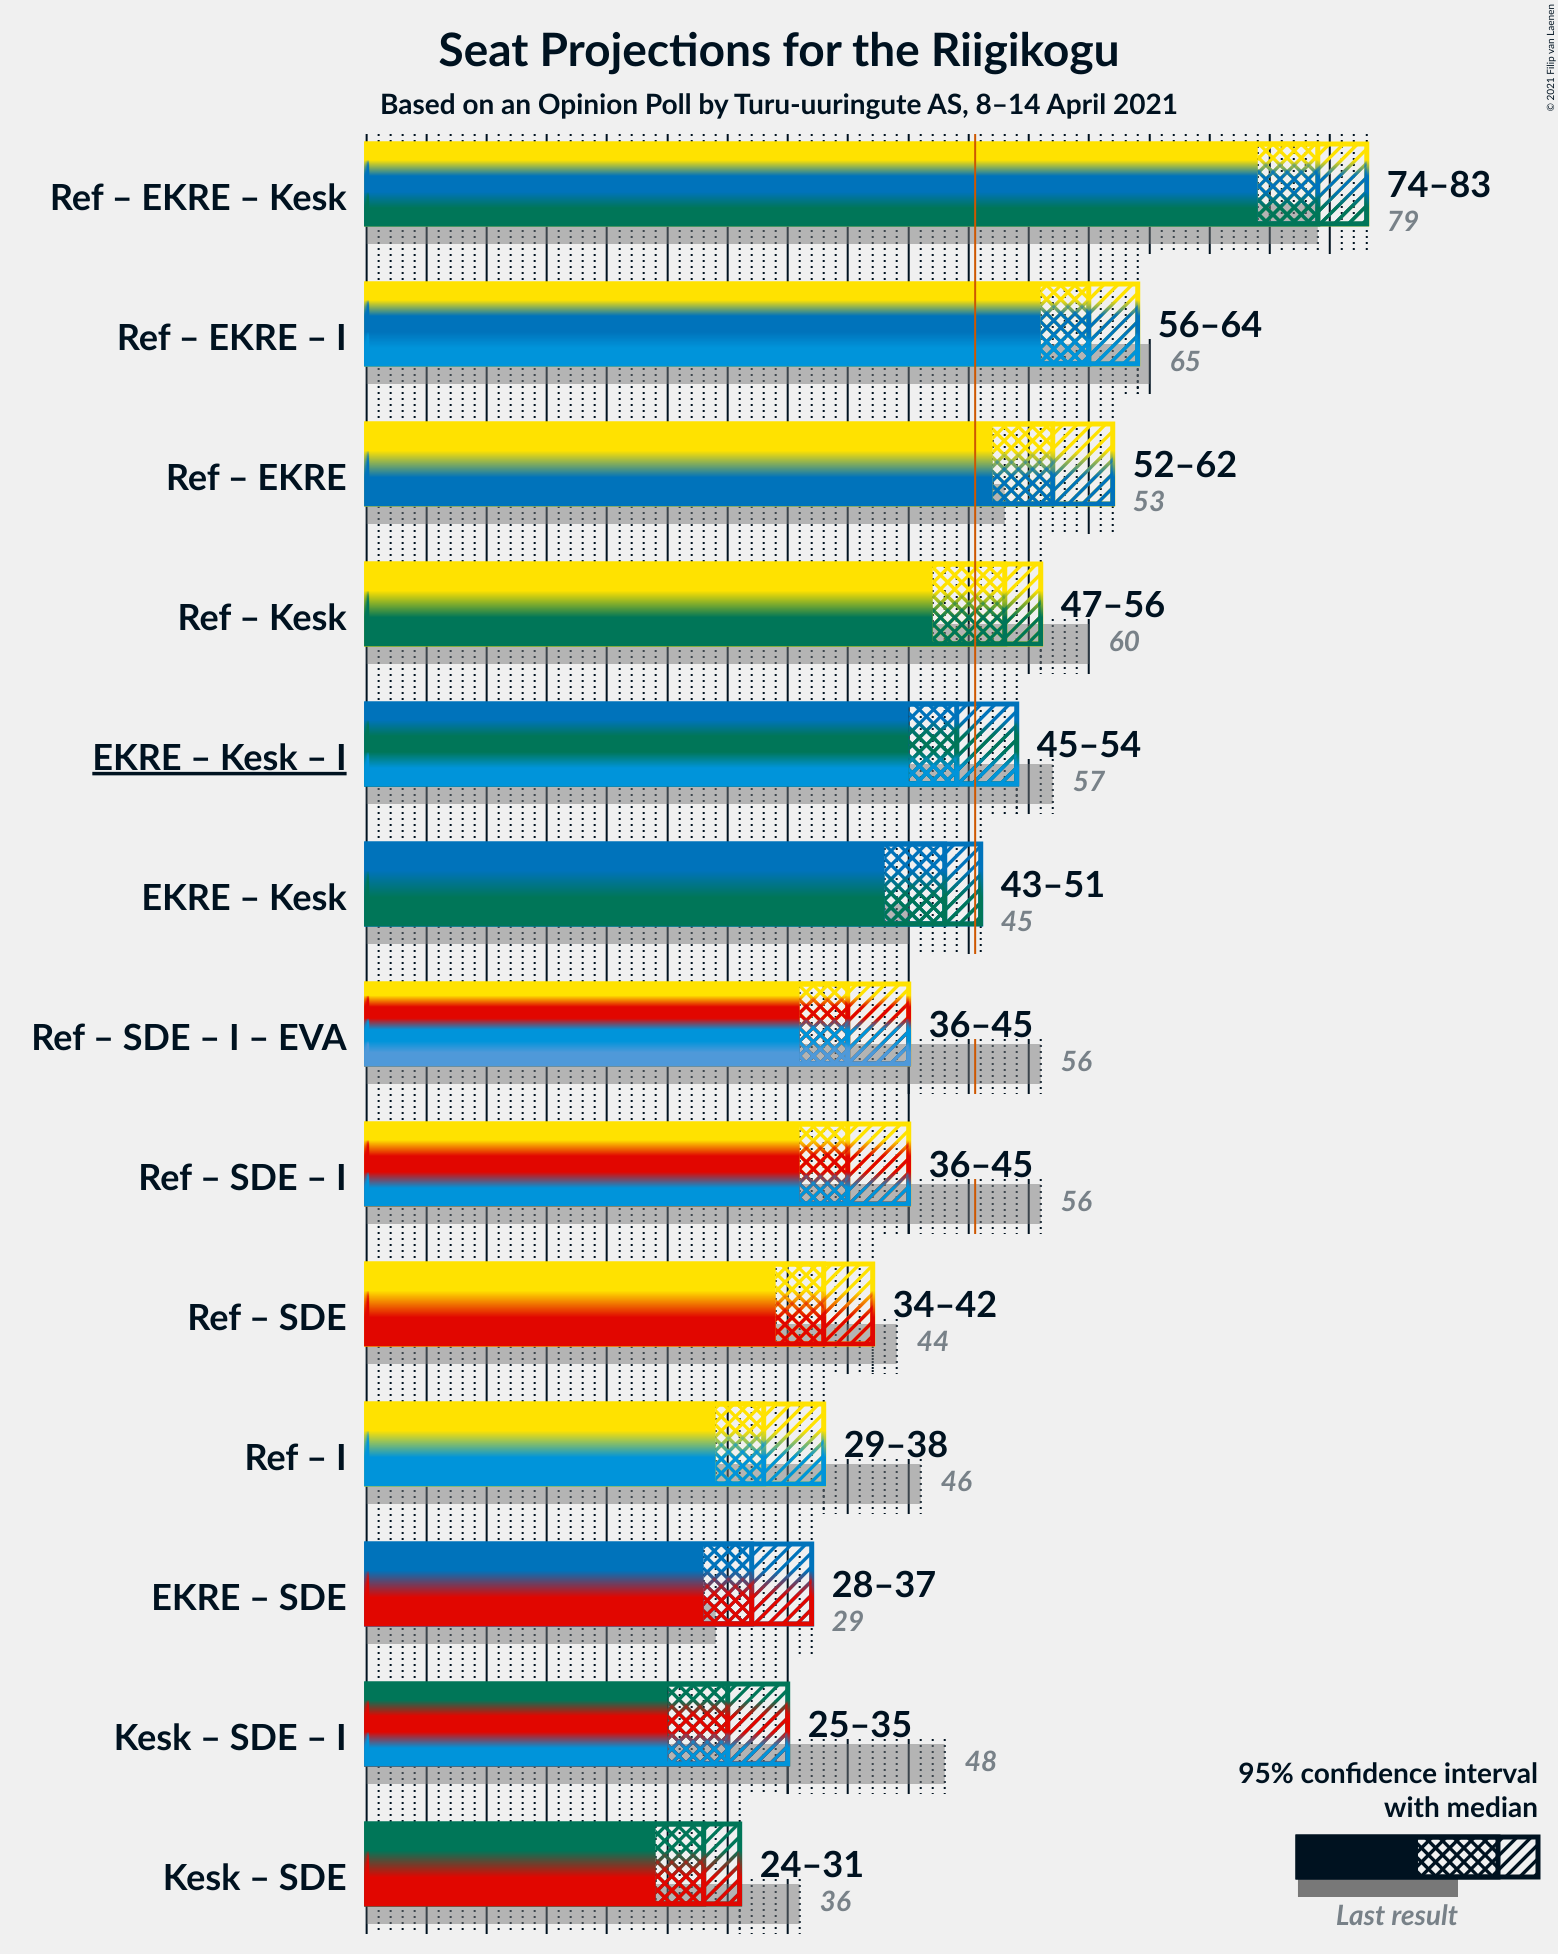 Seat Projections for the Riigikogu
Based on an Opinion Poll by Turu-uuringute AS, 8–14 April 2021
© 2021 Filip van Laenen
Ref – EKRE – Kesk
74–83
79
Ref – EKRE – I
56–64
65
Ref – EKRE
52–62
53
Ref – Kesk
47–56
60
EKRE – Kesk – I
45–54
57
EKRE – Kesk
43–51
45
Ref – SDE – I – EVA
36–45
56
Ref – SDE – I
36–45
56
Ref – SDE
34–42
44
Ref – I
29–38
46
EKRE – SDE
28–37
29
Kesk – SDE – I
25–35
48
Kesk – SDE
24–31
36
95% confidence interval
with median
Last result